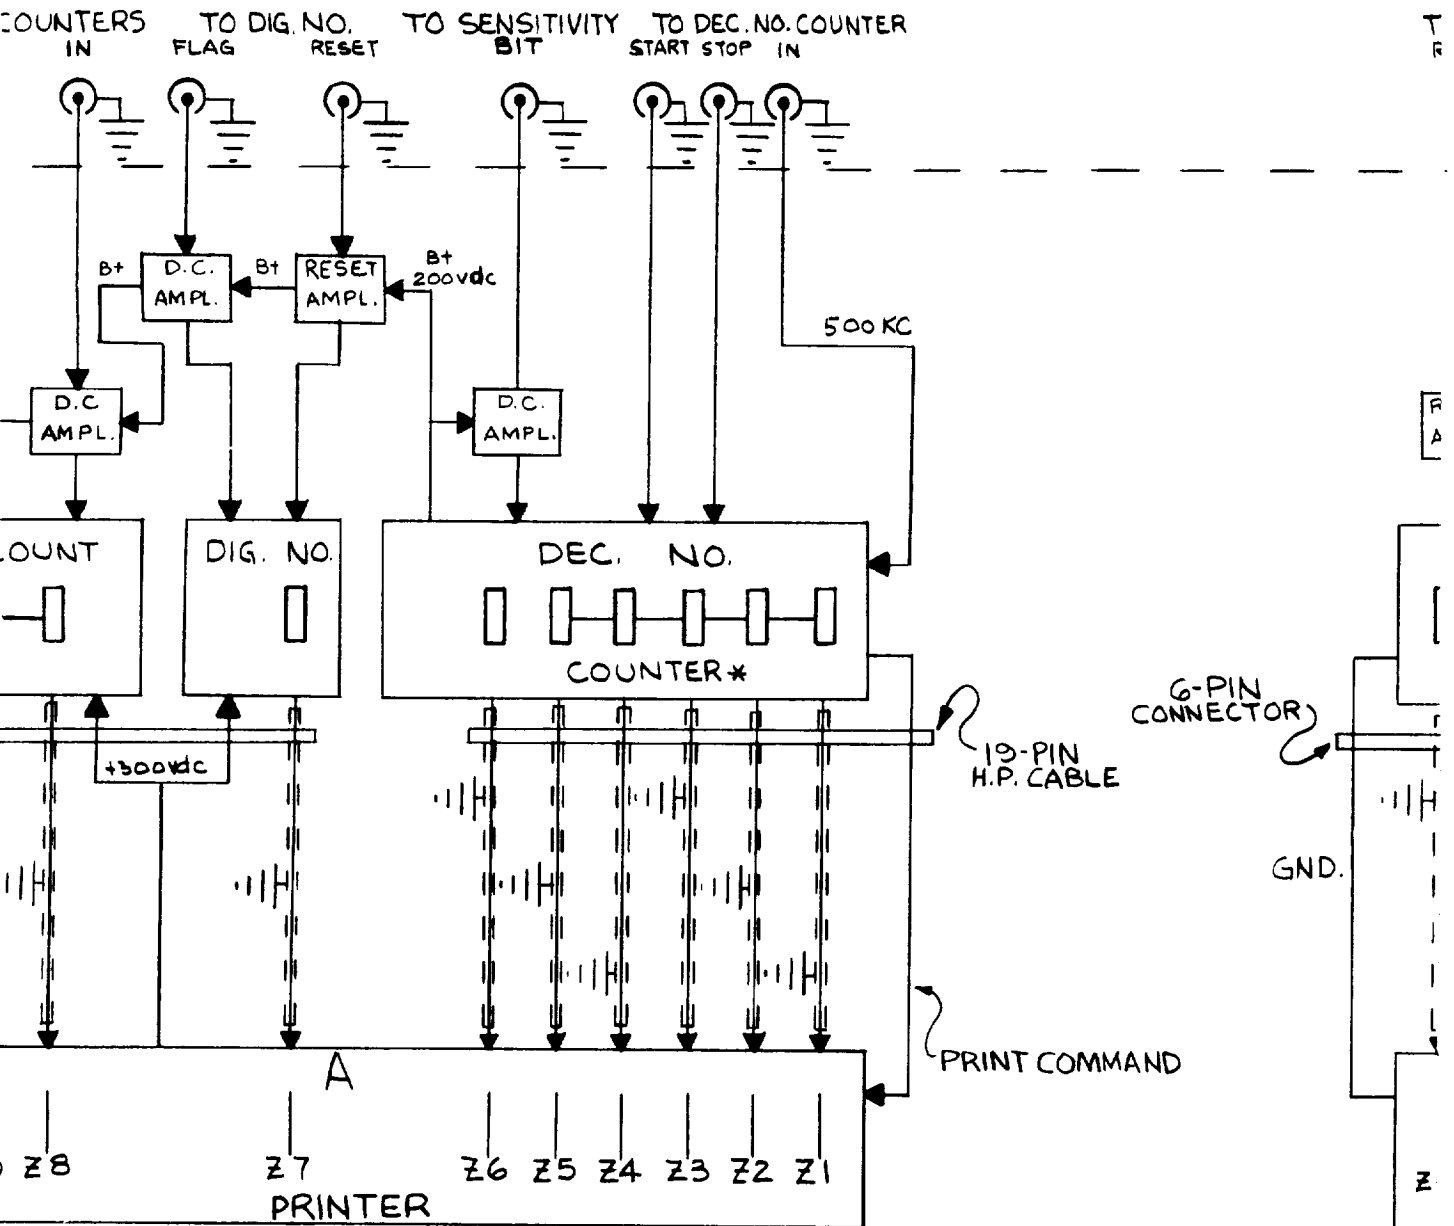 COUNTERS TO DIG. NO. TO SENSITIVITY TO DEC. NO. COUNTER
IN FLAG RESET BIT START STOP IN
B+ D.C. AMPL.
B+ RESET AMPL.
B+ 200vdc
500 KC
D.C AMPL.
D.C. AMPL.
COUNT
DIG. NO.
DEC. NO.
COUNTER*
+300vdc
19-PIN
H.P. CABLE
6-PIN
CONNECTOR
GND.
A
PRINT COMMAND
Z8 Z7 Z6 Z5 Z4 Z3 Z2 Z1
PRINTER